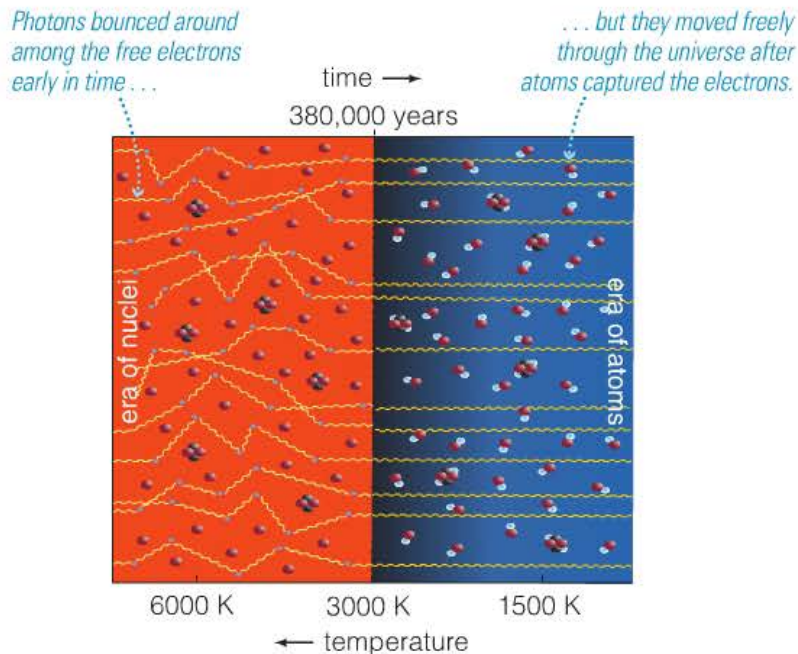 Photons bounced around
among the free electrons
early in time . . .
. . . but they moved freely
through the universe after
atoms captured the electrons.
time →
380,000 years
era of nuclei
era of atoms
6000 K
3000 K
1500 K
← temperature